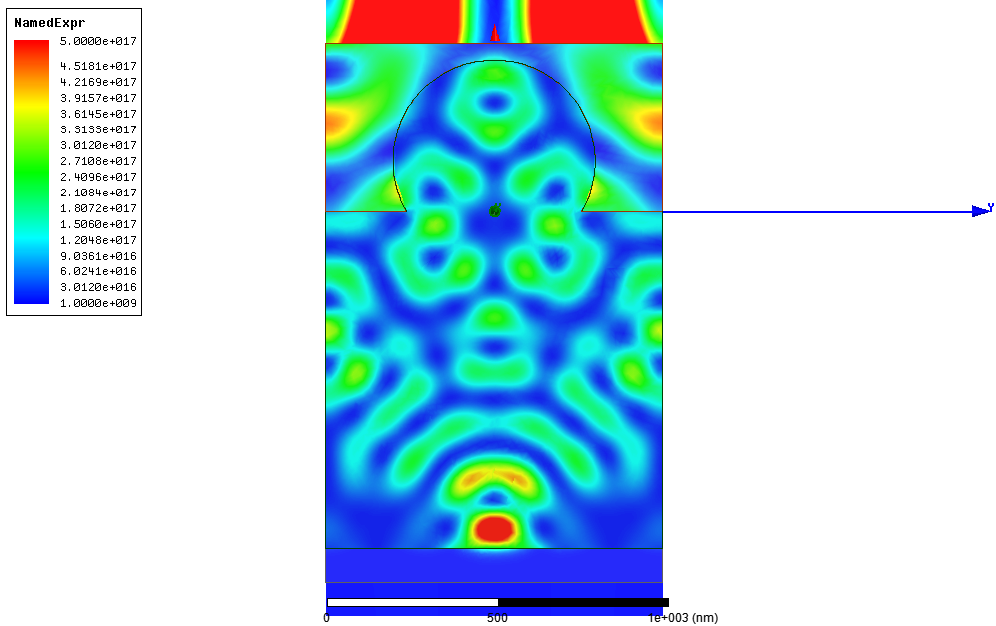 NamedExpr
5.0000e+017
4.5181e+017
4.2169e+017
3.9157e+017
3.6145e+017
3.3133e+017
3.0120e+017
2.7108e+017
2.4096e+017
2.1084e+017
1.8072e+017
1.5060e+017
1.2048e+017
9.0361e+016
6.0241e+016
3.0120e+016
1.0000e+009
Y
0 500 1e+003 (nm)